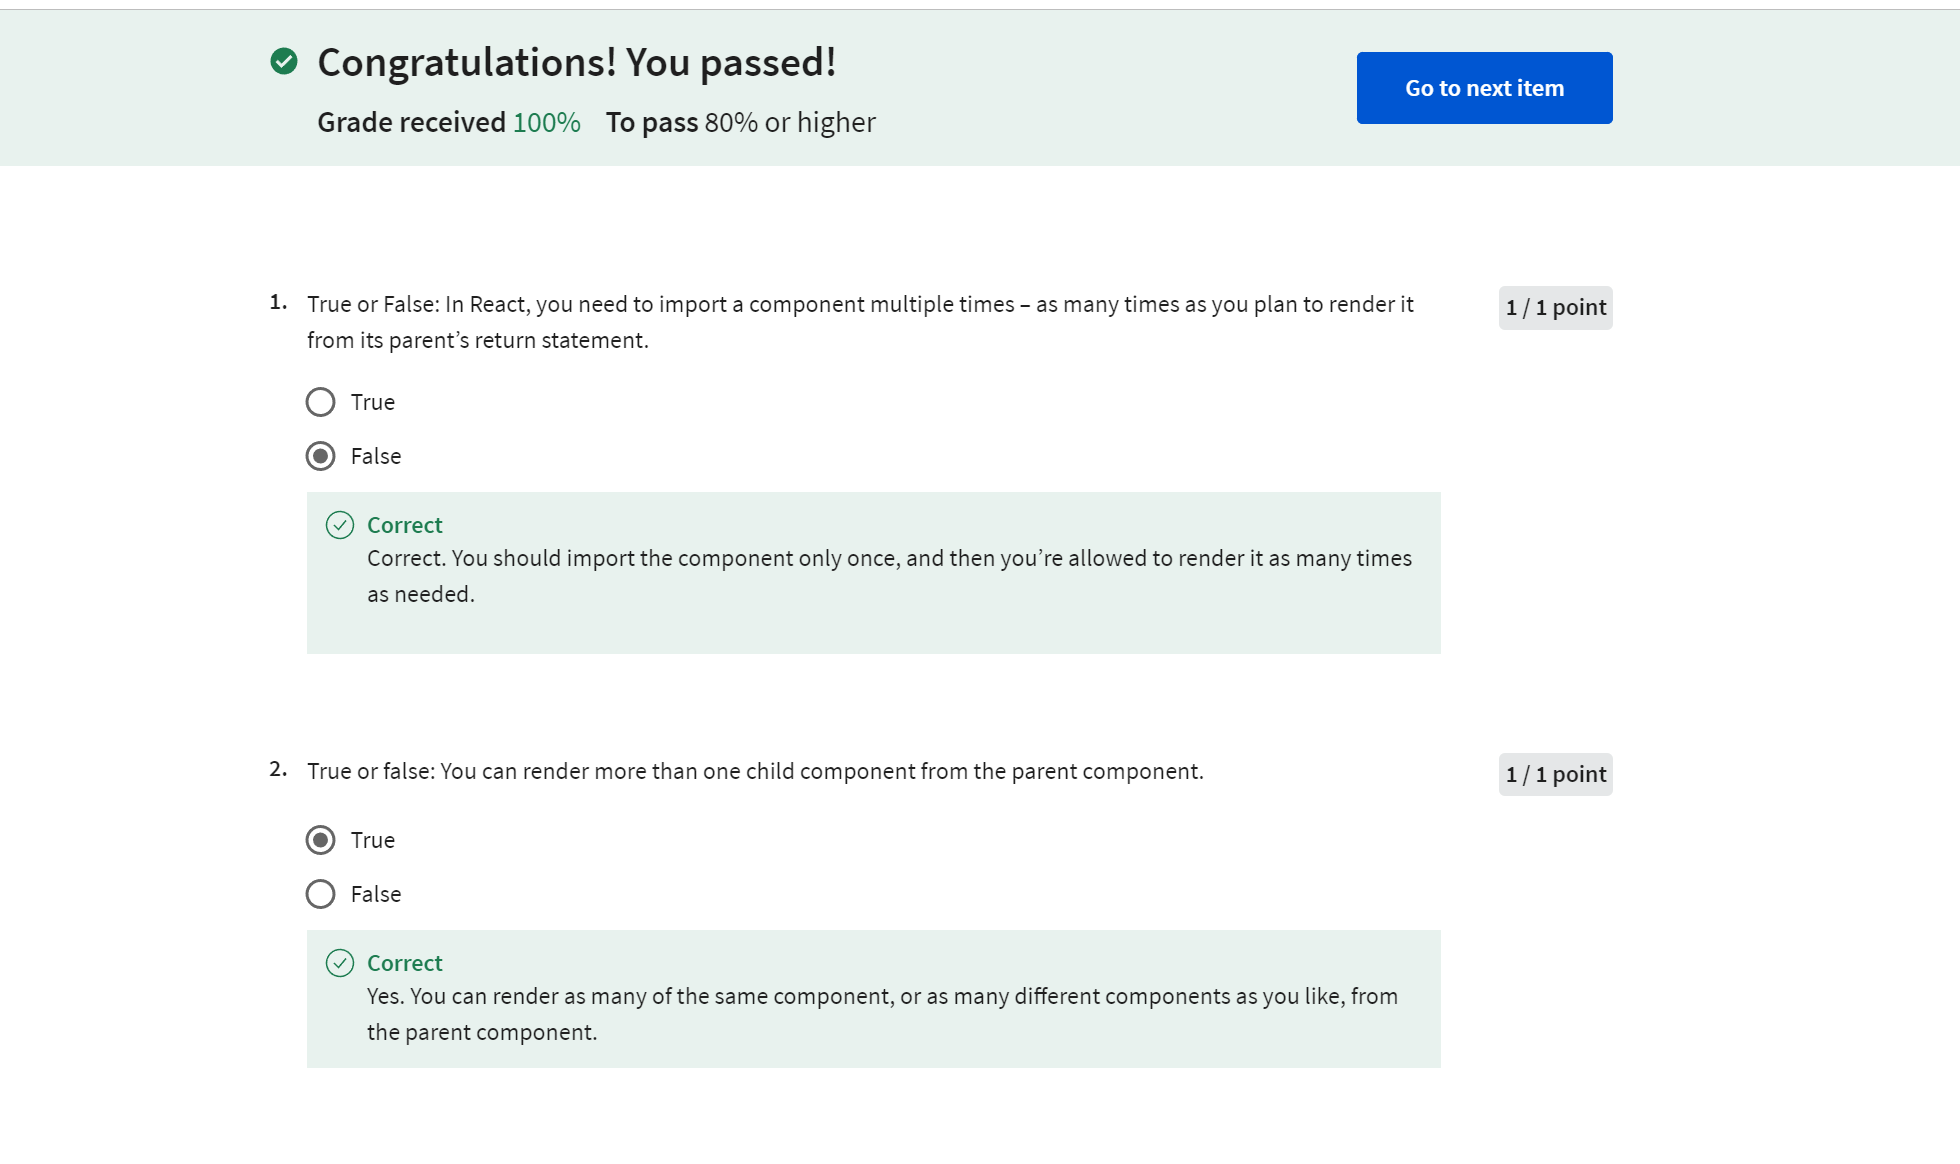 Congratulations! You passed!
Go to next item
Grade received 100% To pass 80% or higher
1. True or False: In React, you need to import a component multiple times – as many times as you plan to render it
from its parent’s return statement.
1 / 1 point
True
False
Correct
Correct. You should import the component only once, and then you’re allowed to render it as many times
as needed.
2. True or false: You can render more than one child component from the parent component.
1 / 1 point
True
False
Correct
Yes. You can render as many of the same component, or as many different components as you like, from
the parent component.